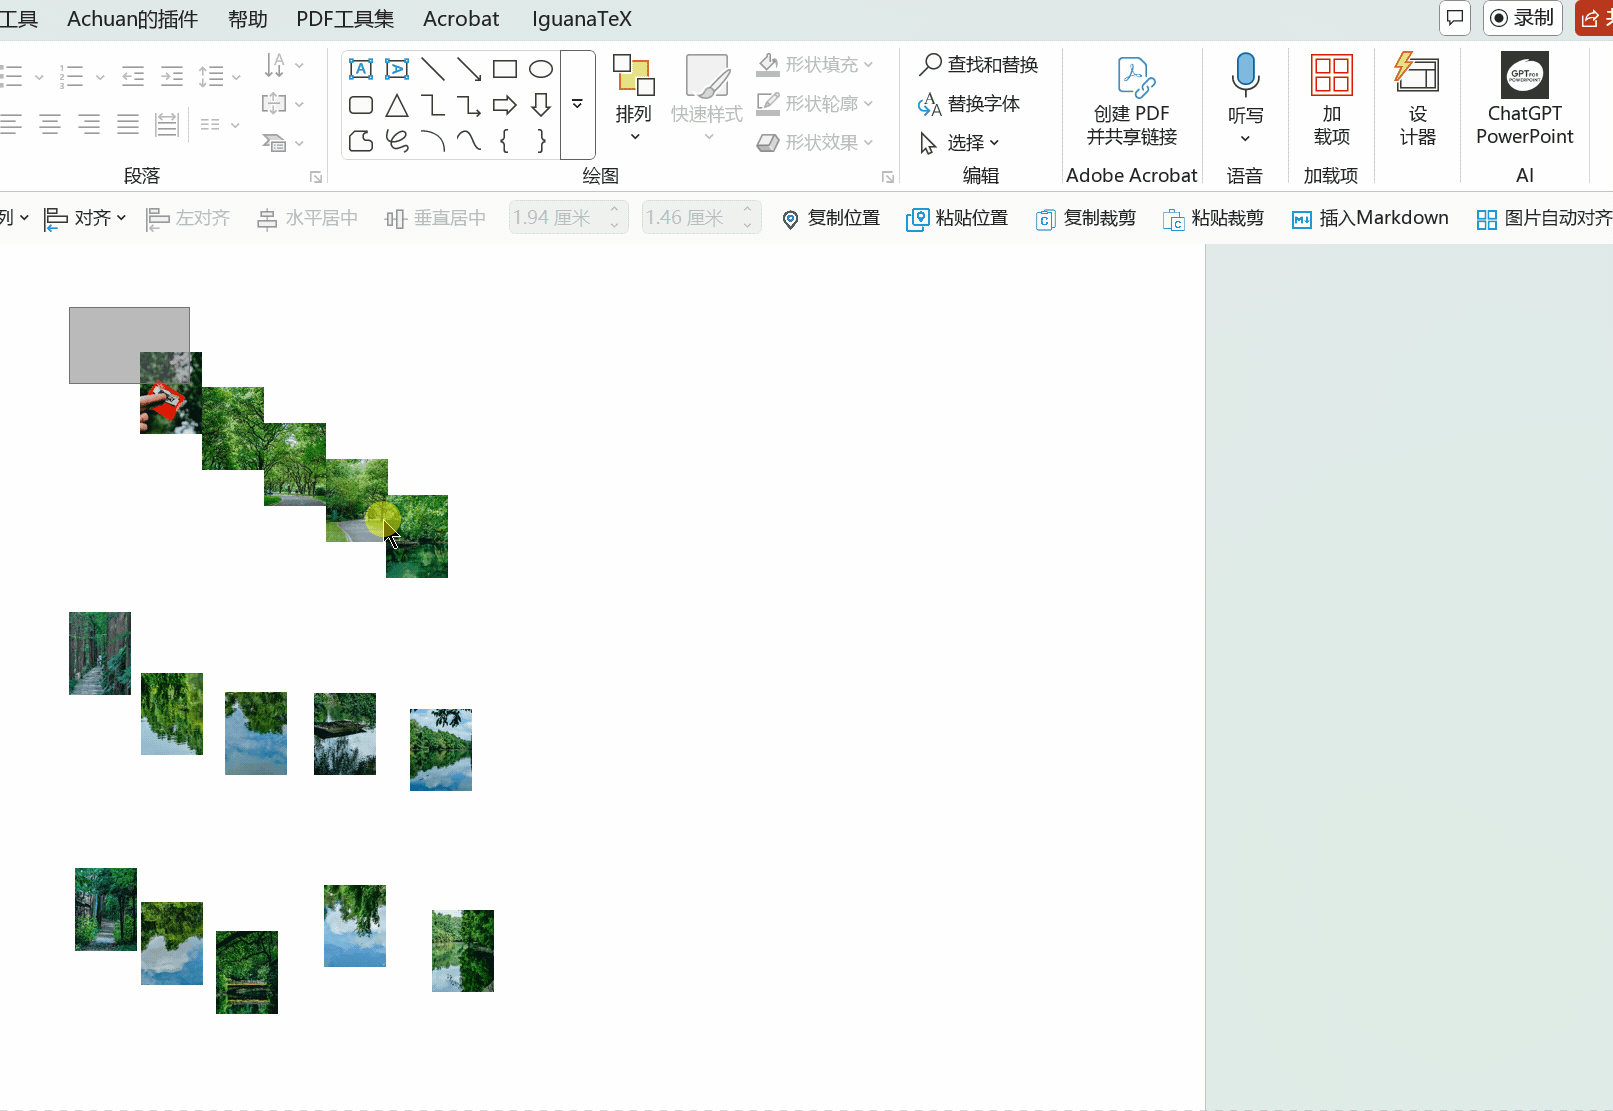 工具 Achuan的插件 帮助 PDF工具集 Acrobat IguanaTeX
录制
排列
快速样式
形状填充
形状轮廓
形状效果
查找和替换
替换字体
选择
创建 PDF
并共享链接
听写
加
载项
设
计器
ChatGPT
PowerPoint
段落 绘图 编辑 Adobe Acrobat 语音 加载项 AI
列 对齐 左对齐 水平居中 垂直居中 1.94 厘米 1.46 厘米 复制位置 粘贴位置 复制裁剪 粘贴裁剪 插入Markdown 图片自动对齐